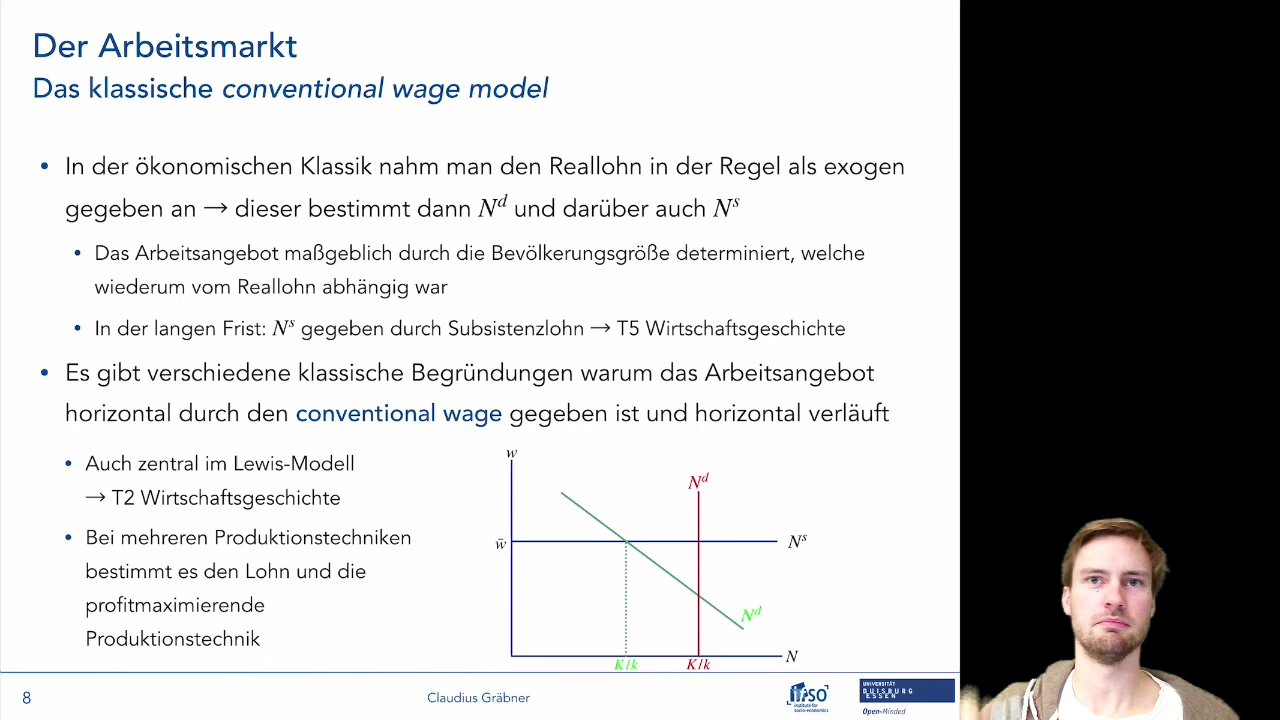 Der Arbeitsmarkt
Das klassische conventional wage model
• In der ökonomischen Klassik nahm man den Reallohn in der Regel als exogen
gegeben an → dieser bestimmt dann N^d und darüber auch N^s
• Das Arbeitsangebot maßgeblich durch die Bevölkerungsgröße determiniert, welche
wiederum vom Reallohn abhängig war
• In der langen Frist: N^s gegeben durch Subsistenzlohn → T5 Wirtschaftsgeschichte
• Es gibt verschiedene klassische Begründungen warum das Arbeitsangebot
horizontal durch den conventional wage gegeben ist und horizontal verläuft
• Auch zentral im Lewis-Modell
→ T2 Wirtschaftsgeschichte
• Bei mehreren Produktionstechniken
bestimmt es den Lohn und die
profitmaximierende
Produktionstechnik
w
N^d
w̄
N^s
N^d
K/k
K/k
N
8
Claudius Gräbner
ifso
institute for
socio-economics
UNIVERSITÄT
DUISBURG
ESSEN
Open-Minded